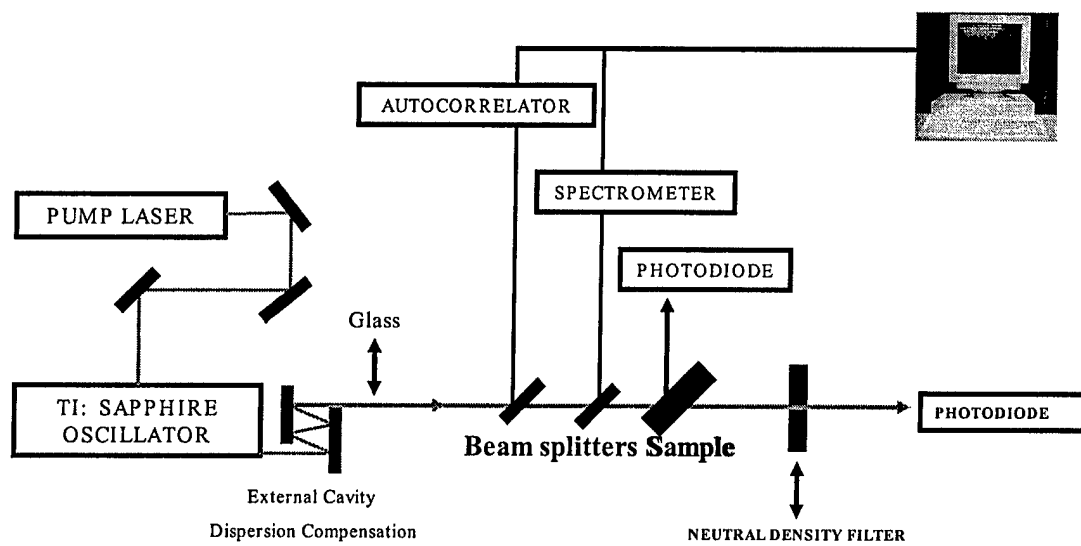 AUTOCORRELATOR
SPECTROMETER
PUMP LASER
PHOTODIODE
Glass
TI: SAPPHIRE
OSCILLATOR
PHOTODIODE
Beam splitters Sample
External Cavity
Dispersion Compensation
NEUTRAL DENSITY FILTER